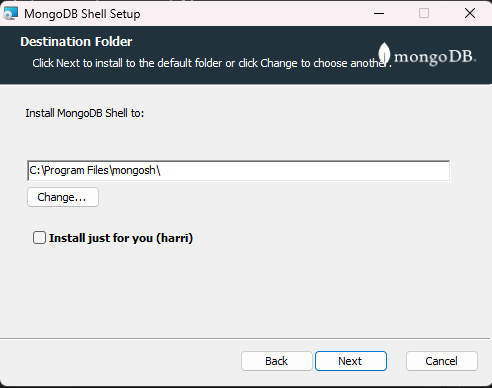 MongoDB Shell Setup
Destination Folder
Click Next to install to the default folder or click Change to choose another.
mongoDB.
Install MongoDB Shell to:
C:\Program Files\mongosh\
Change...
Install just for you (harri)
Back
Next
Cancel